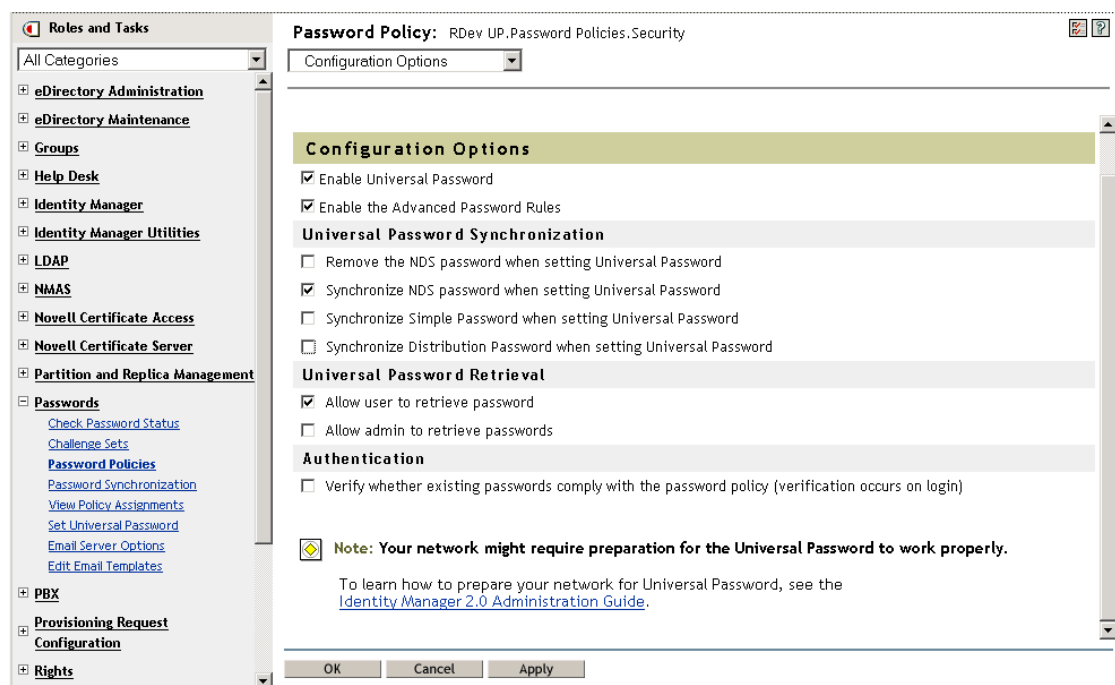 Roles and Tasks
All Categories
eDirectory Administration
eDirectory Maintenance
Groups
Help Desk
Identity Manager
Identity Manager Utilities
LDAP
NMAS
Novell Certificate Access
Novell Certificate Server
Partition and Replica Management
Passwords
Check Password Status
Challenge Sets
Password Policies
Password Synchronization
View Policy Assignments
Set Universal Password
Email Server Options
Edit Email Templates
PBX
Provisioning Request
Configuration
Rights
Password Policy: RDev UP.Password Policies.Security
Configuration Options
Configuration Options
Enable Universal Password
Enable the Advanced Password Rules
Universal Password Synchronization
Remove the NDS password when setting Universal Password
Synchronize NDS password when setting Universal Password
Synchronize Simple Password when setting Universal Password
Synchronize Distribution Password when setting Universal Password
Universal Password Retrieval
Allow user to retrieve password
Allow admin to retrieve passwords
Authentication
Verify whether existing passwords comply with the password policy (verification occurs on login)
Note: Your network might require preparation for the Universal Password to work properly.
To learn how to prepare your network for Universal Password, see the
Identity Manager 2.0 Administration Guide.
OK Cancel Apply